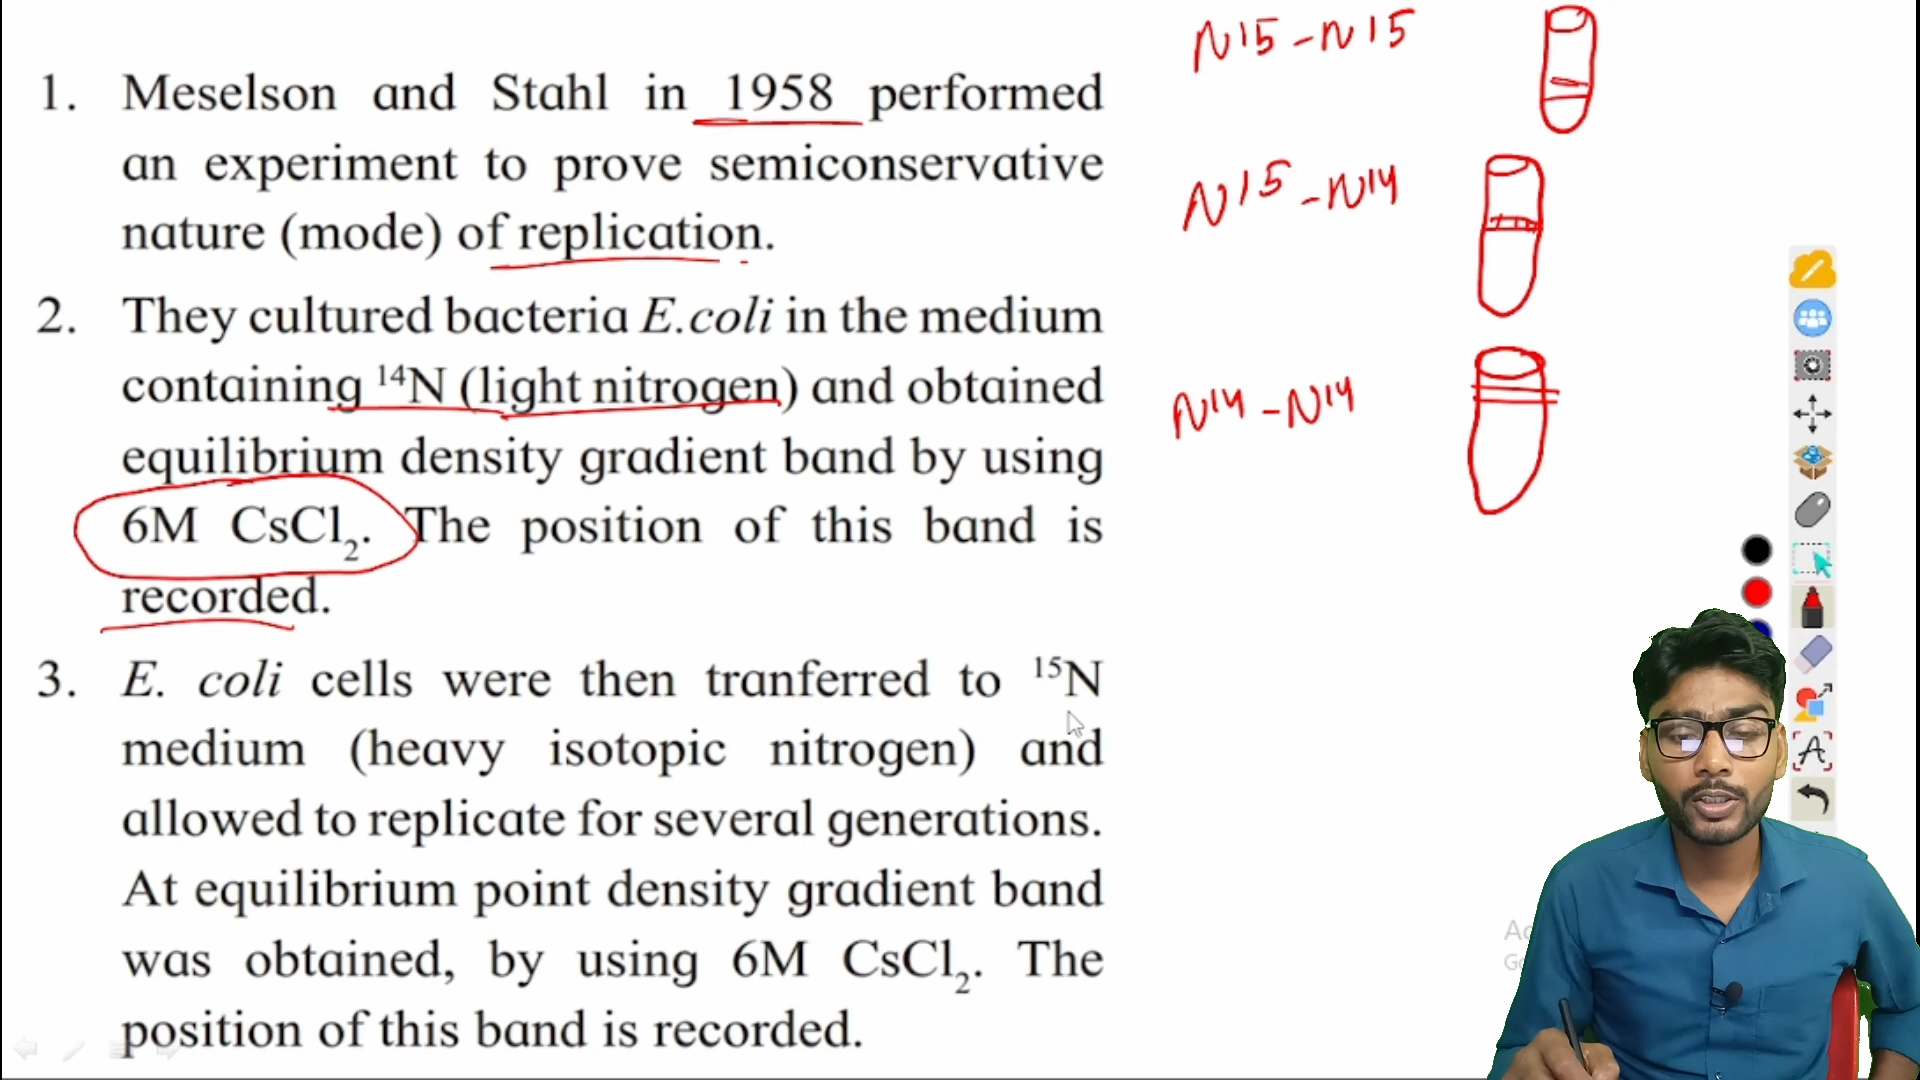 1. Meselson and Stahl in 1958 performed
an experiment to prove semiconservative
nature (mode) of replication.
2. They cultured bacteria E.coli in the medium
containing ¹⁴N (light nitrogen) and obtained
equilibrium density gradient band by using
6M CsCl₂. The position of this band is
recorded.
3. E. coli cells were then tranferred to ¹⁵N
medium (heavy isotopic nitrogen) and
allowed to replicate for several generations.
At equilibrium point density gradient band
was obtained, by using 6M CsCl₂. The
position of this band is recorded.
N15-N15
N15-N14
N14-N14